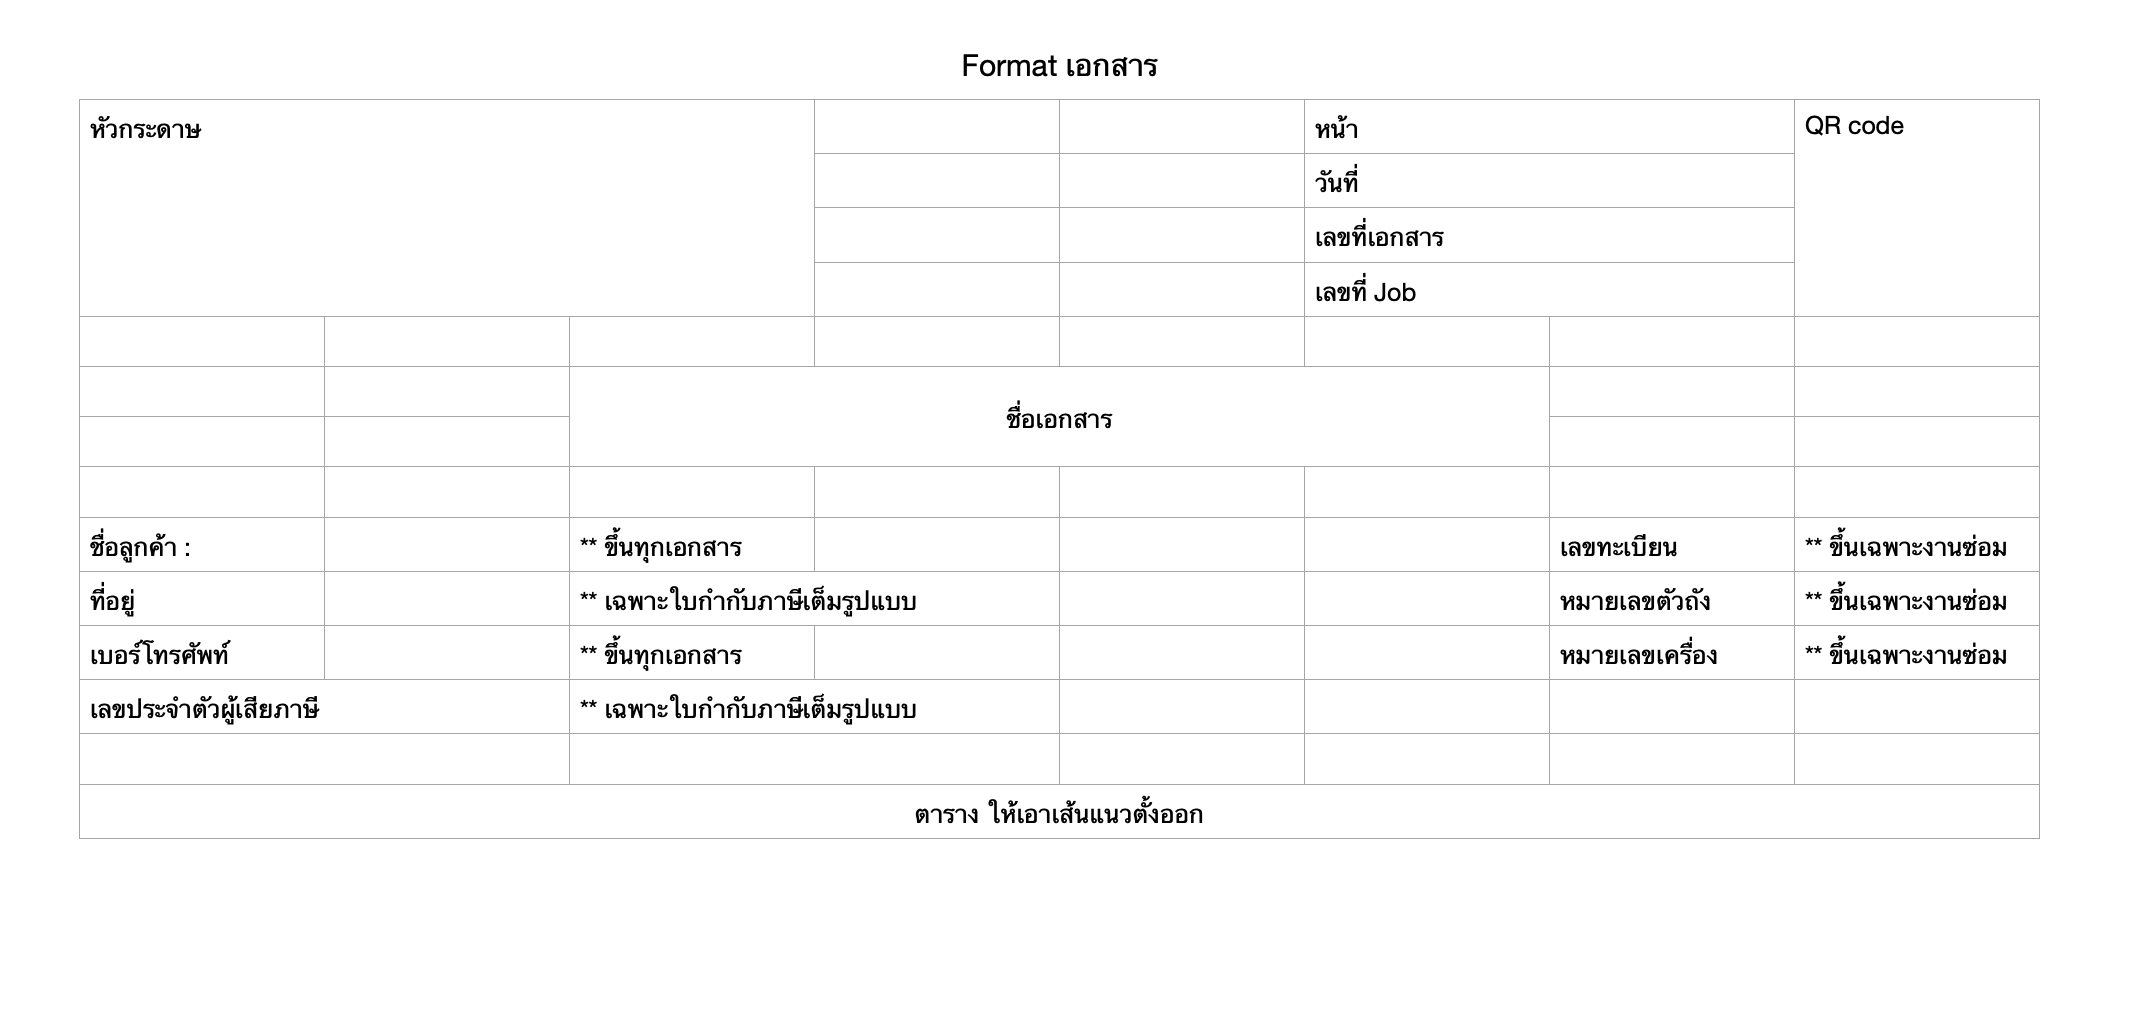 Format เอกสาร
หัวกระดาษ
หน้า
QR code
วันที่
เลขที่เอกสาร
เลขที่ Job
ชื่อเอกสาร
ชื่อลูกค้า : ** ขึ้นทุกเอกสาร เลขทะเบียน ** ขึ้นเฉพาะงานซ่อม
ที่อยู่ ** เฉพาะใบกำกับภาษีเต็มรูปแบบ หมายเลขตัวถัง ** ขึ้นเฉพาะงานซ่อม
เบอร์โทรศัพท์ ** ขึ้นทุกเอกสาร หมายเลขเครื่อง ** ขึ้นเฉพาะงานซ่อม
เลขประจำตัวผู้เสียภาษี ** เฉพาะใบกำกับภาษีเต็มรูปแบบ
ตาราง ให้เอาเส้นแนวตั้งออก